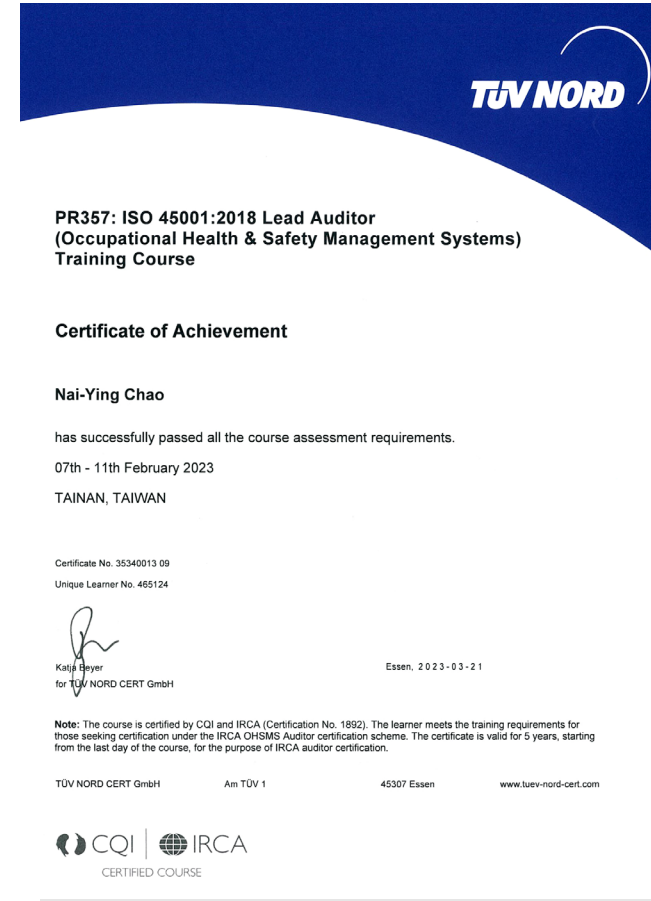 TÜV NORD
PR357: ISO 45001:2018 Lead Auditor
(Occupational Health & Safety Management Systems)
Training Course
Certificate of Achievement
Nai-Ying Chao
has successfully passed all the course assessment requirements.
07th - 11th February 2023
TAINAN, TAIWAN
Certificate No. 35340013 09
Unique Learner No. 465124
Katja Beyer
for TÜV NORD CERT GmbH
Essen, 2023-03-21
Note: The course is certified by CQI and IRCA (Certification No. 1892). The learner meets the training requirements for
those seeking certification under the IRCA OHSMS Auditor certification scheme. The certificate is valid for 5 years, starting
from the last day of the course, for the purpose of IRCA auditor certification.
TÜV NORD CERT GmbH Am TÜV 1 45307 Essen www.tuev-nord-cert.com
CQI IRCA
CERTIFIED COURSE